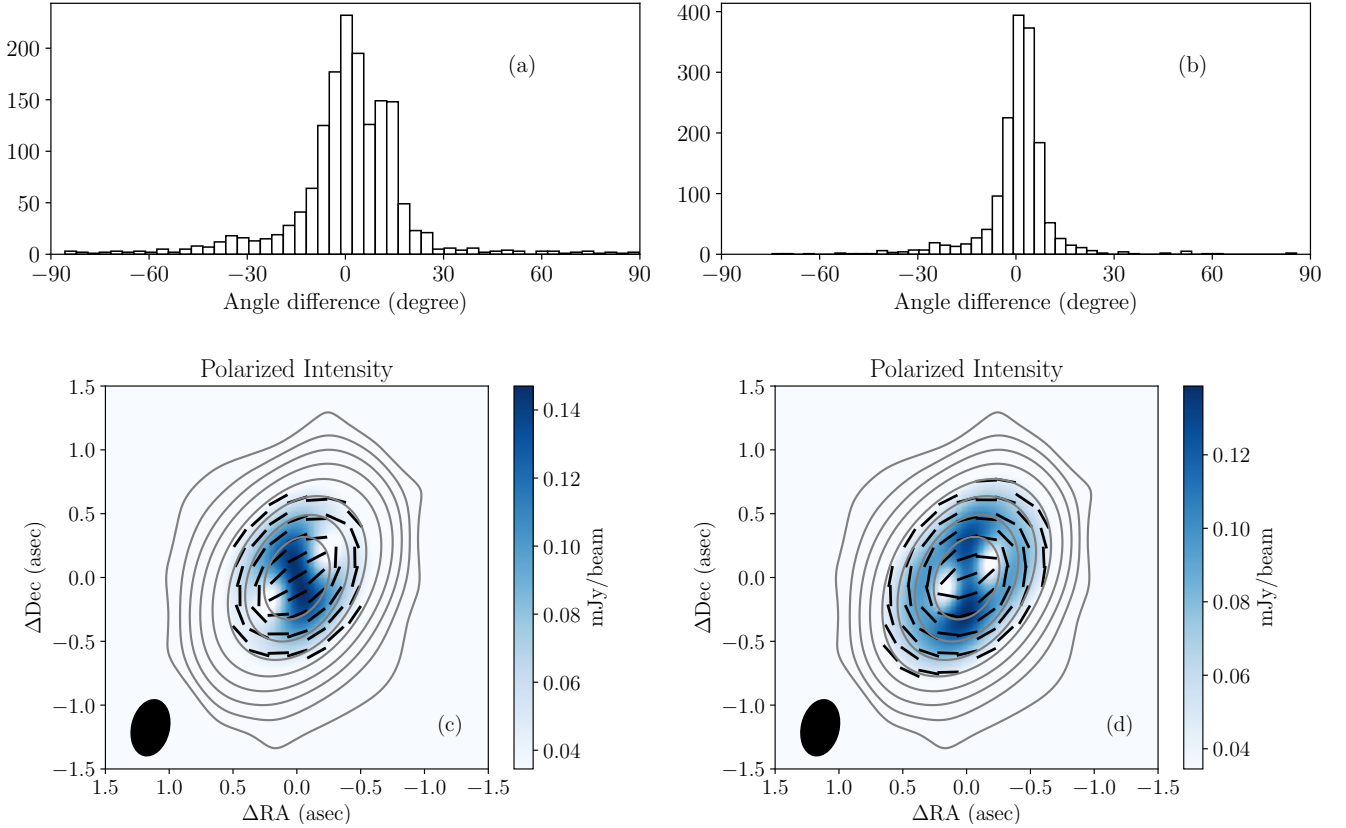 200
150
100
50
0
(a)
−90 −60 −30 0 30 60 90
Angle difference (degree)
400
300
200
100
0
(b)
−90 −60 −30 0 30 60 90
Angle difference (degree)
Polarized Intensity
1.5
1.0
0.5
0.0
−0.5
−1.0
−1.5
ΔDec (asec)
(c)
1.5 1.0 0.5 0.0 −0.5 −1.0 −1.5
ΔRA (asec)
0.14
0.12
0.10
0.08
0.06
0.04
mJy/beam
Polarized Intensity
1.5
1.0
0.5
0.0
−0.5
−1.0
−1.5
ΔDec (asec)
(d)
1.5 1.0 0.5 0.0 −0.5 −1.0 −1.5
ΔRA (asec)
0.12
0.10
0.08
0.06
0.04
mJy/beam